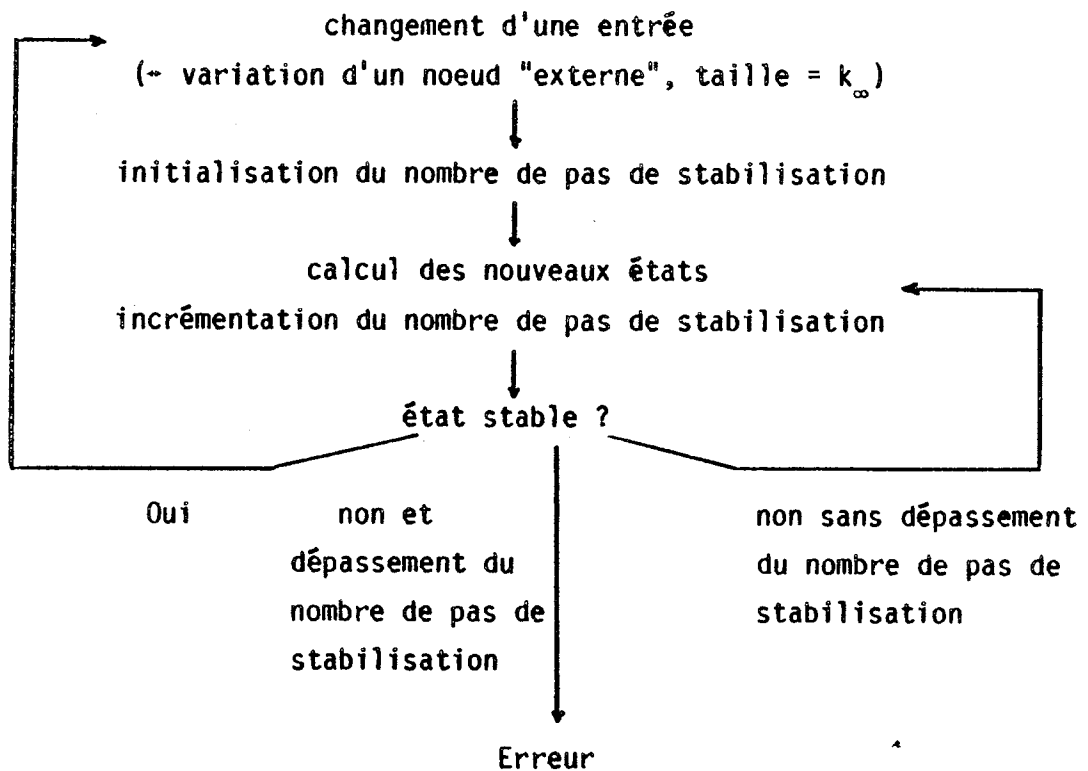 changement d'une entrée
(↔ variation d'un noeud "externe", taille = k∞)
initialisation du nombre de pas de stabilisation
calcul des nouveaux états
incrémentation du nombre de pas de stabilisation
état stable ?
Oui
non et
dépassement du
nombre de pas de
stabilisation
non sans dépassement
du nombre de pas de
stabilisation
Erreur